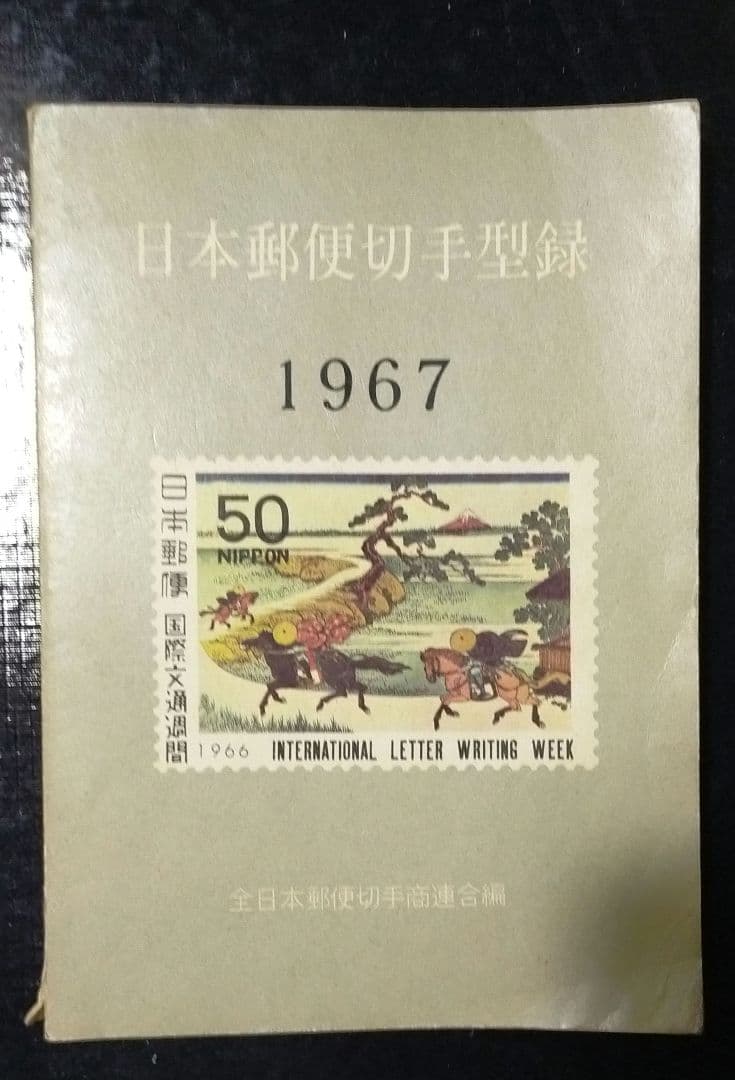 日本郵便切手型録
1967
50
NIPPON
日本郵便 国際文通週間
1966 INTERNATIONAL LETTER WRITING WEEK
全日本郵便切手商連合編